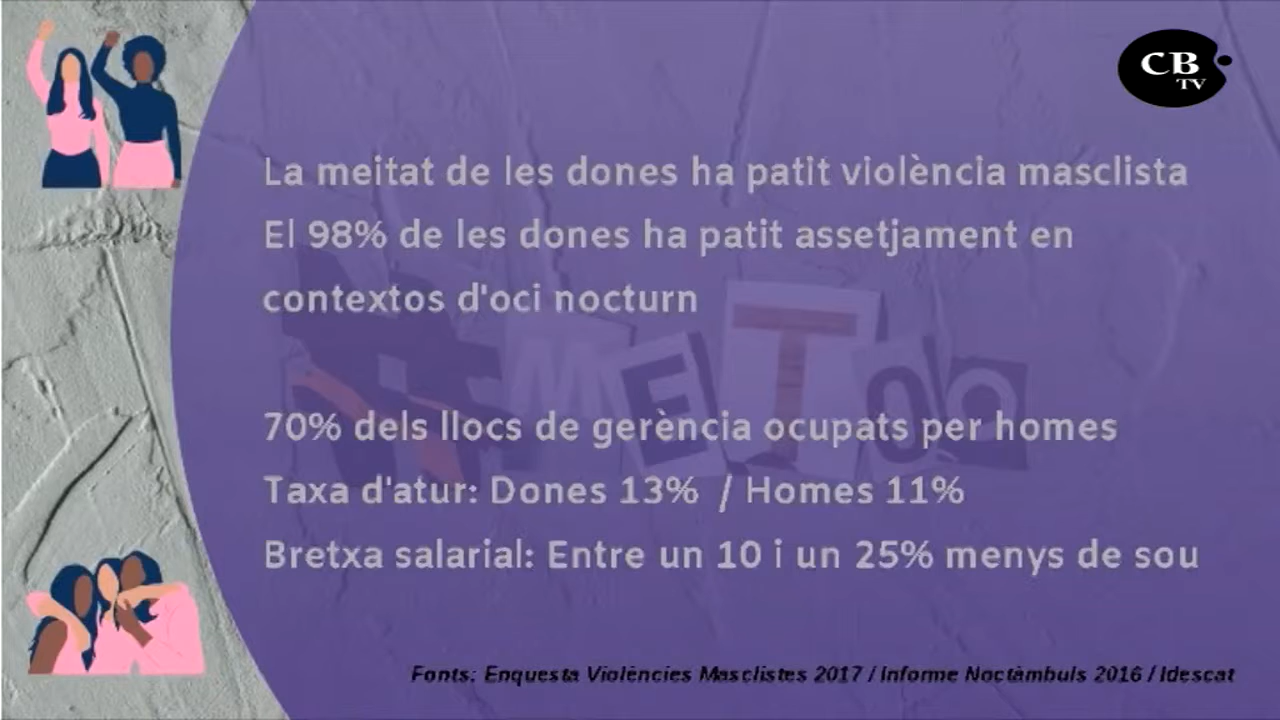 CB
TV
La meitat de les dones ha patit violència masclista
El 98% de les dones ha patit assetjament en
contextos d'oci nocturn
METOO
70% dels llocs de gerència ocupats per homes
Taxa d'atur: Dones 13% / Homes 11%
Bretxa salarial: Entre un 10 i un 25% menys de sou
Fonts: Enquesta Violències Masclistes 2017 / Informe Noctàmbuls 2016 / Idescat